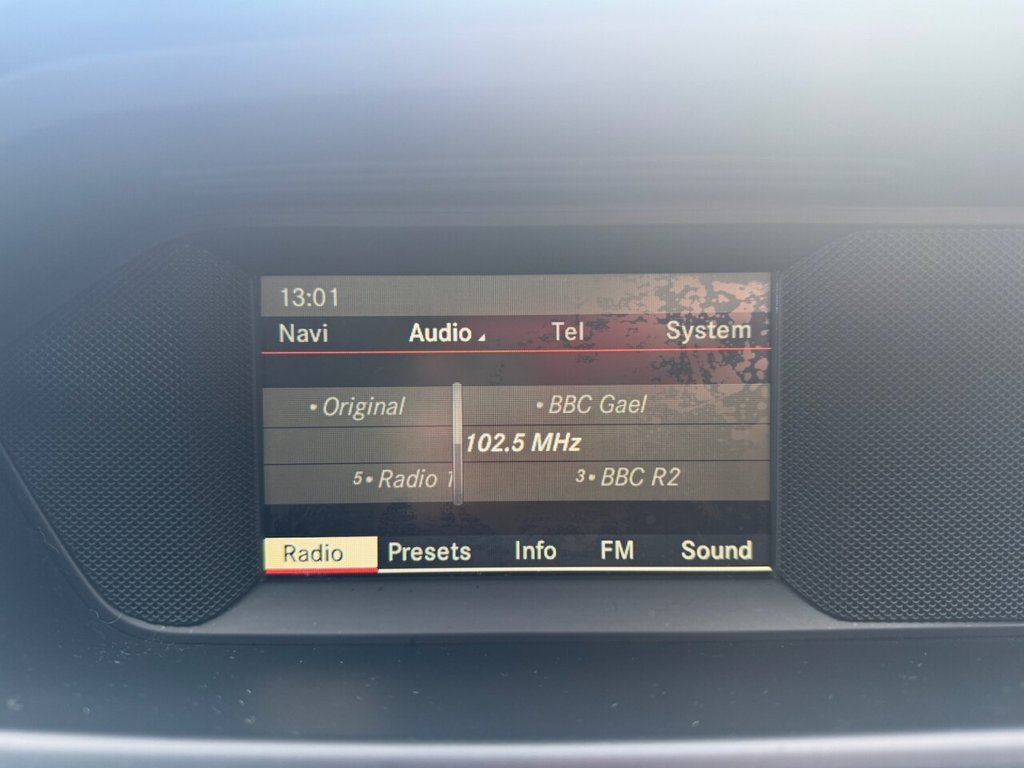 13:01
Navi Audio Tel System
• Original • BBC Gael
102.5 MHz
5 • Radio 1 3 • BBC R2
Radio Presets Info FM Sound